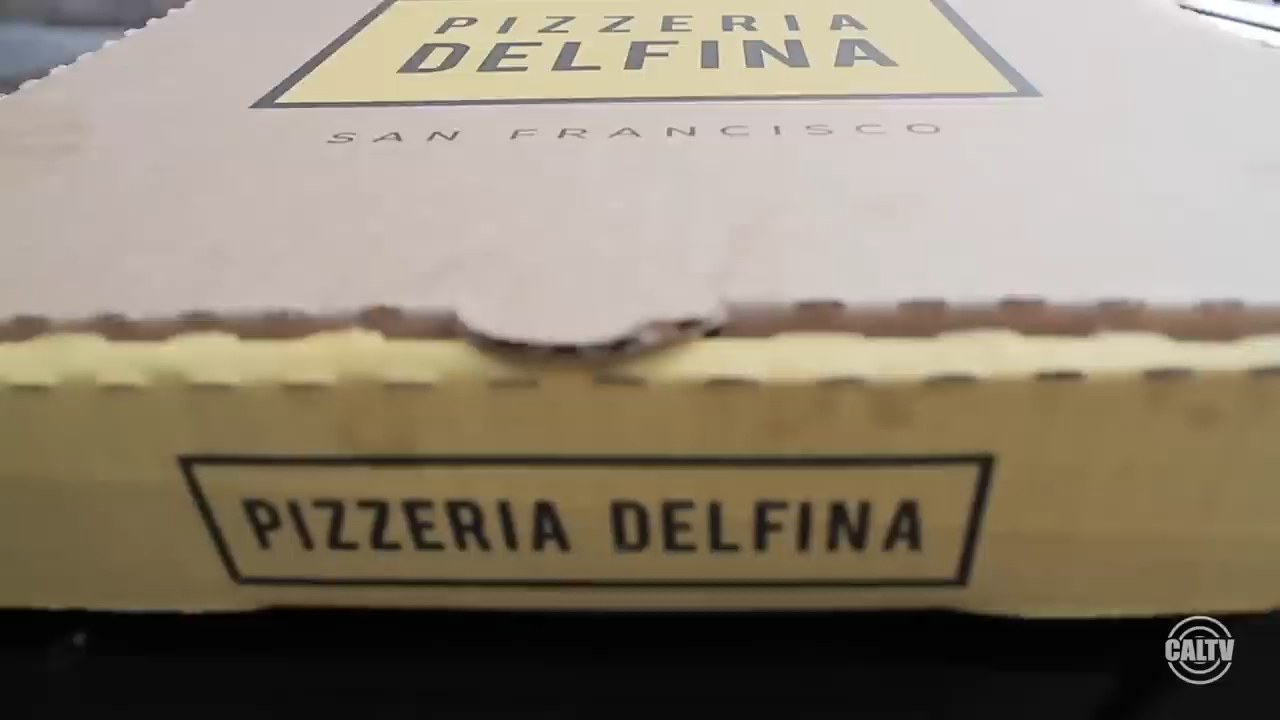 PIZZERIA
DELFINA
SAN FRANCISCO
PIZZERIA DELFINA
CALTV